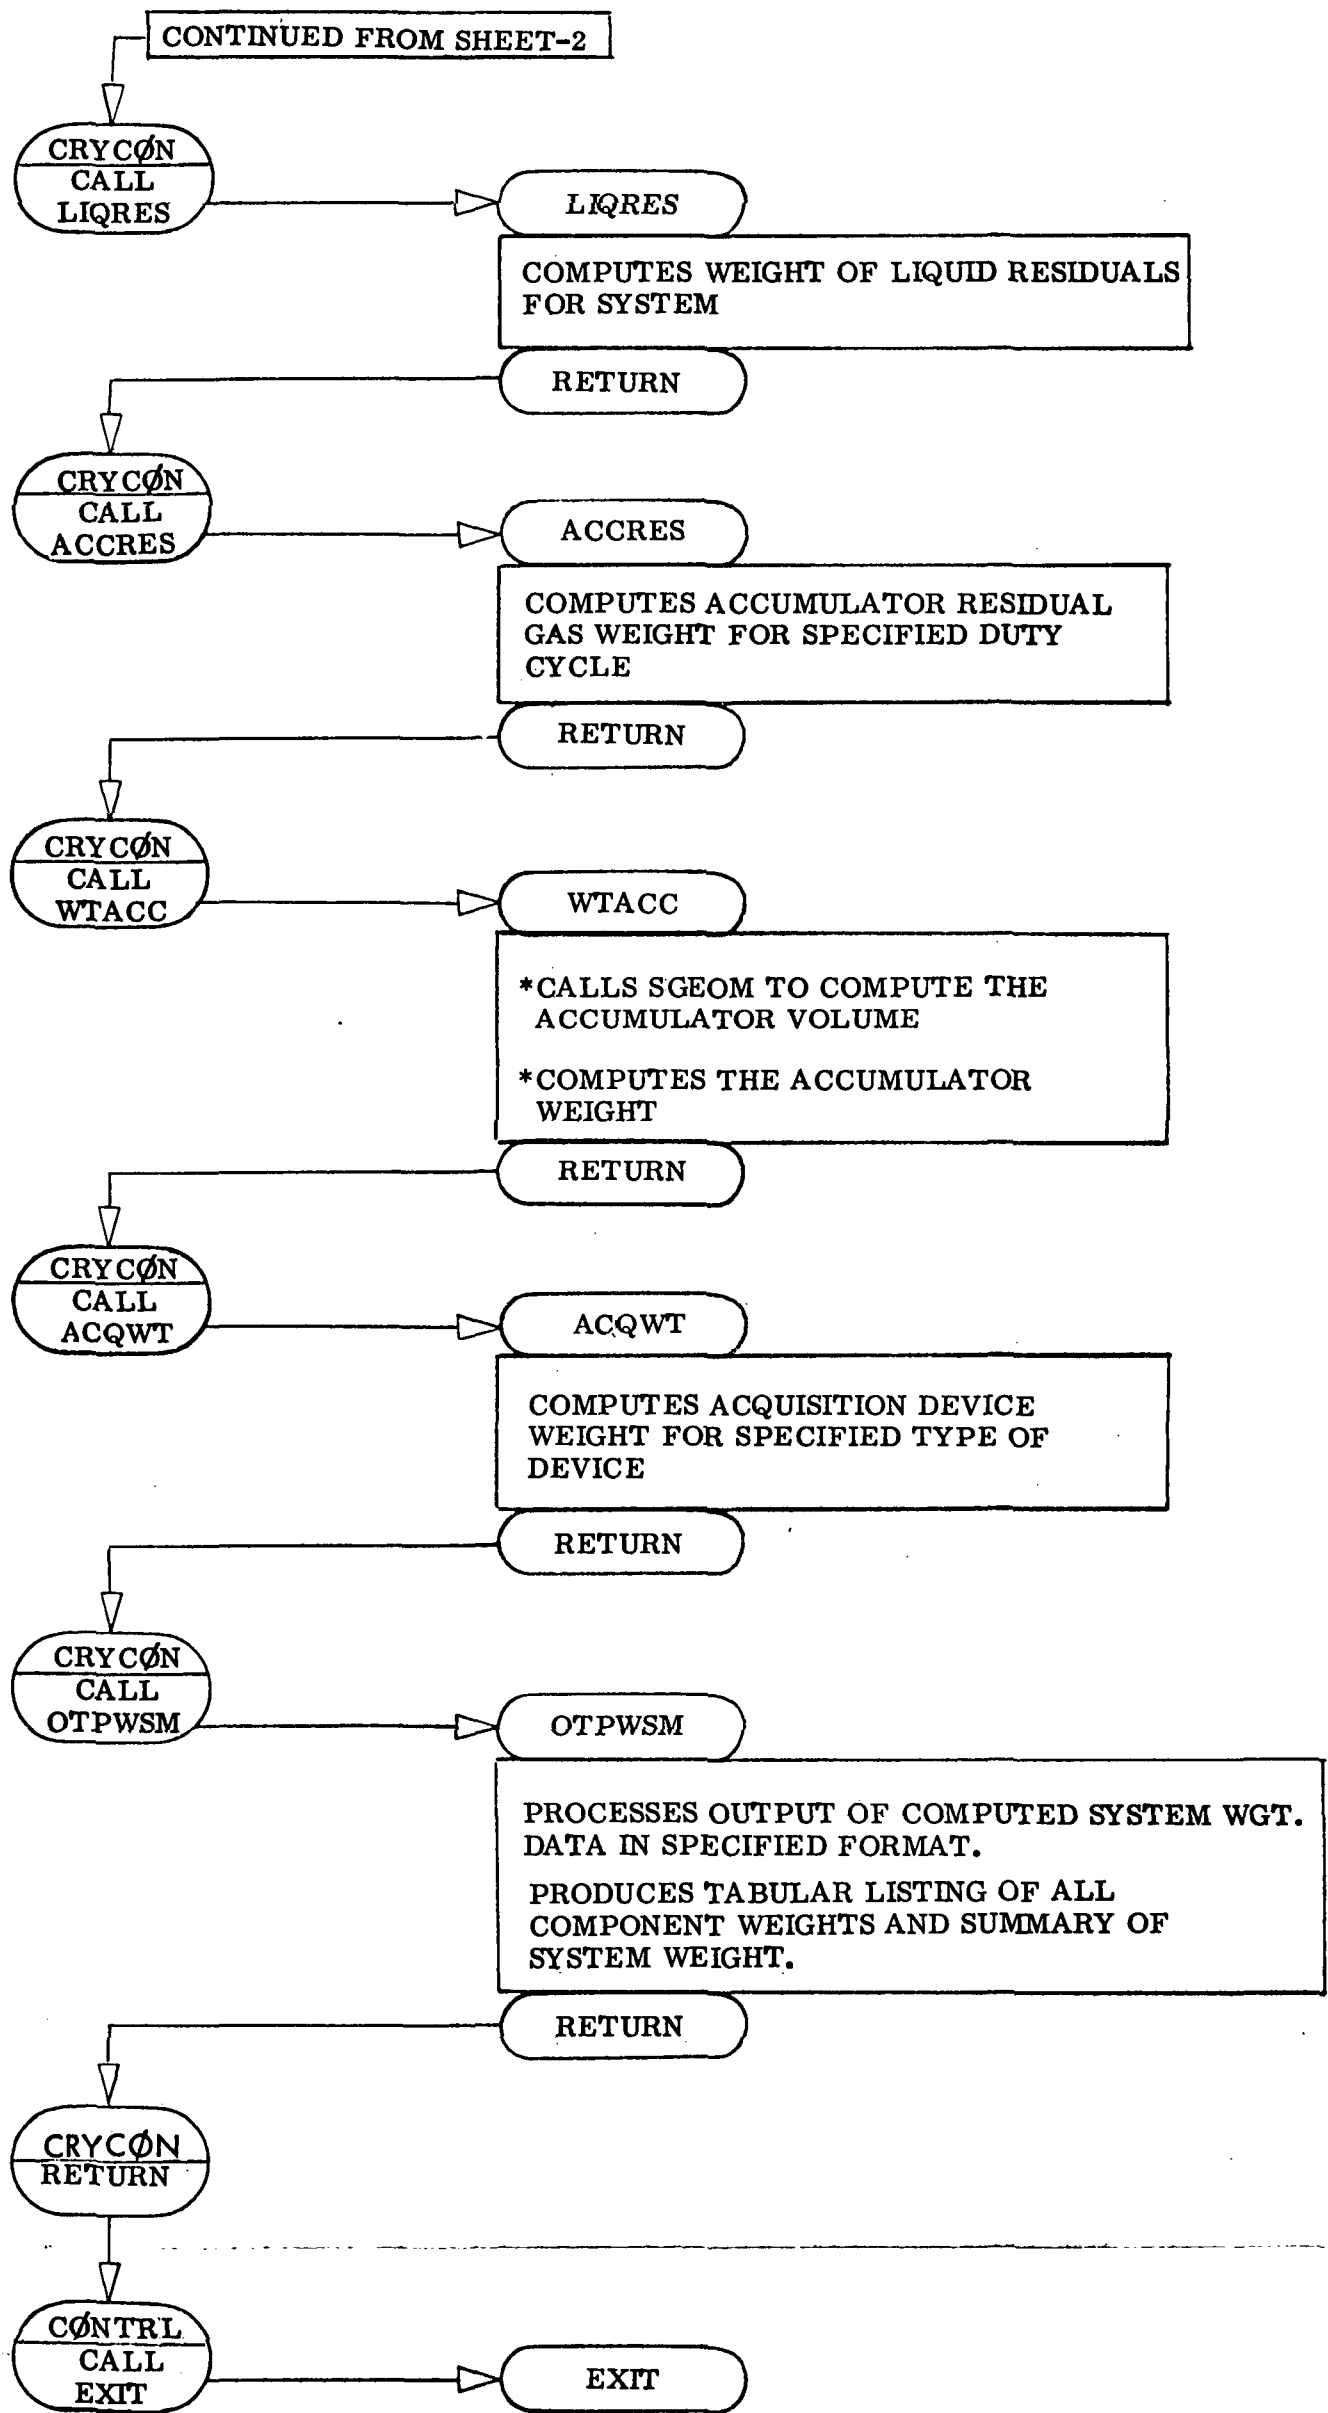 CONTINUED FROM SHEET-2
CRYCØN
CALL
LIQRES
LIQRES
COMPUTES WEIGHT OF LIQUID RESIDUALS
FOR SYSTEM
RETURN
CRYCØN
CALL
ACCRES
ACCRES
COMPUTES ACCUMULATOR RESIDUAL
GAS WEIGHT FOR SPECIFIED DUTY
CYCLE
RETURN
CRYCØN
CALL
WTACC
WTACC
*CALLS SGEOM TO COMPUTE THE
ACCUMULATOR VOLUME
*COMPUTES THE ACCUMULATOR
WEIGHT
RETURN
CRYCØN
CALL
ACQWT
ACQWT
COMPUTES ACQUISITION DEVICE
WEIGHT FOR SPECIFIED TYPE OF
DEVICE
RETURN
CRYCØN
CALL
OTPWSM
OTPWSM
PROCESSES OUTPUT OF COMPUTED SYSTEM WGT.
DATA IN SPECIFIED FORMAT.
PRODUCES TABULAR LISTING OF ALL
COMPONENT WEIGHTS AND SUMMARY OF
SYSTEM WEIGHT.
RETURN
CRYCØN
RETURN
CØNTRL
CALL
EXIT
EXIT